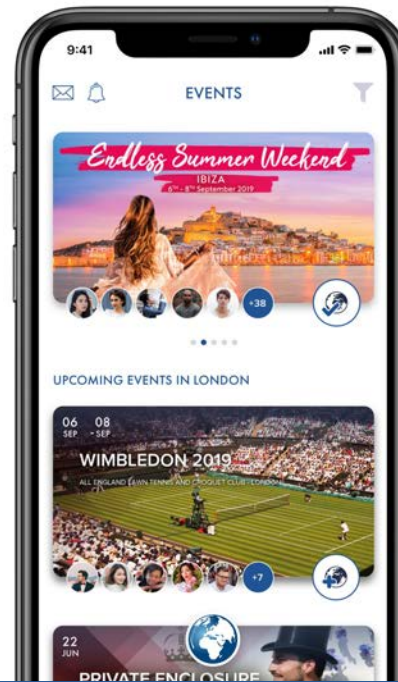 9:41
EVENTS
Endless Summer Weekend
IBIZA
6TH - 8TH September 2019
+38
UPCOMING EVENTS IN LONDON
06 08
SEP - SEP
WIMBLEDON 2019
ALL ENGLAND LAWN TENNIS AND CROQUET CLUB - LONDON
+7
22
JUN
PRIVATE ENCLOSURE